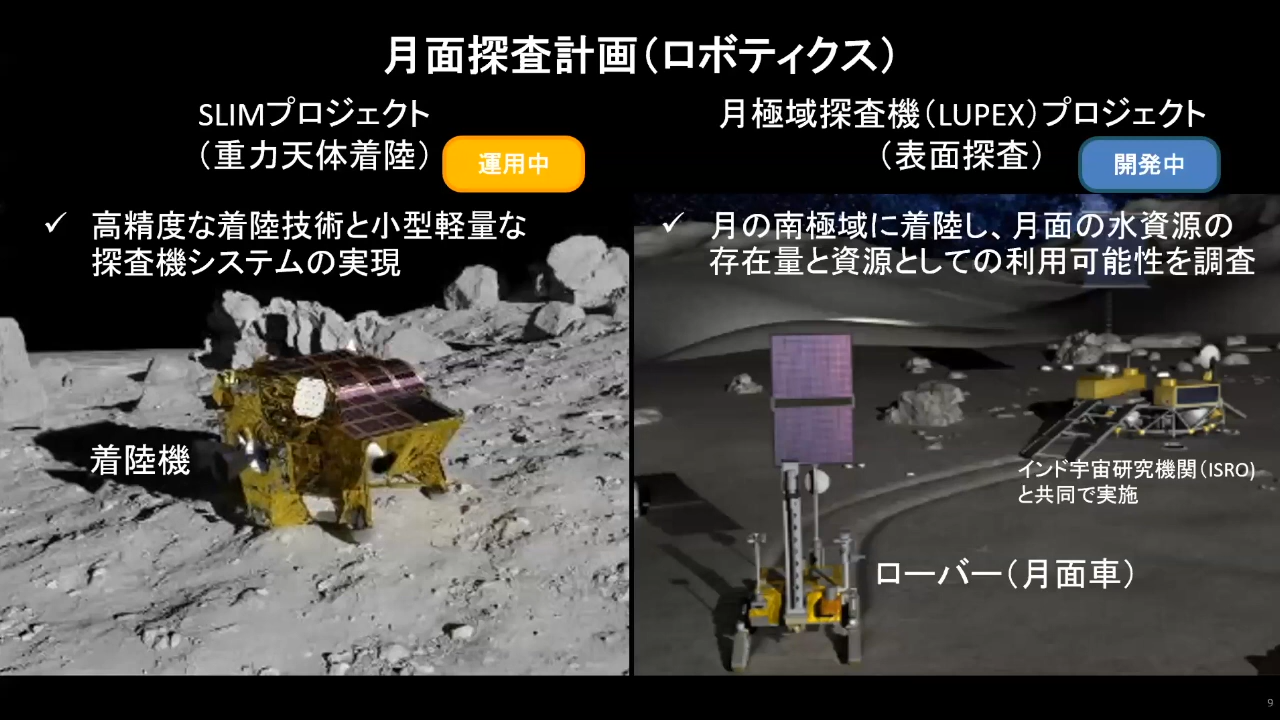 月面探査計画（ロボティクス）
SLIMプロジェクト
（重力天体着陸）
運用中
✓ 高精度な着陸技術と小型軽量な
探査機システムの実現
着陸機
月極域探査機（LUPEX）プロジェクト
（表面探査）
開発中
✓ 月の南極域に着陸し、月面の水資源の
存在量と資源としての利用可能性を調査
インド宇宙研究機関（ISRO）
と共同で実施
ローバー（月面車）
9